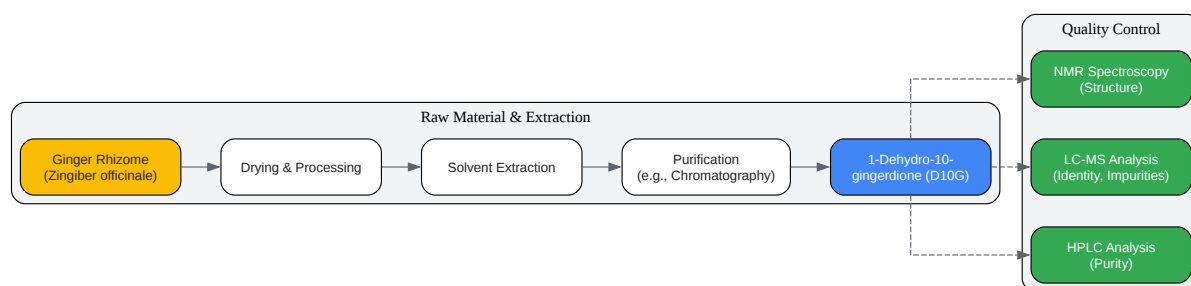 Quality Control
NMR Spectroscopy
(Structure)
Raw Material & Extraction
Ginger Rhizome
(Zingiber officinale)
Drying & Processing
Solvent Extraction
Purification
(e.g., Chromatography)
1-Dehydro-10-
gingerdione (D10G)
LC-MS Analysis
(Identity, Impurities)
HPLC Analysis
(Purity)